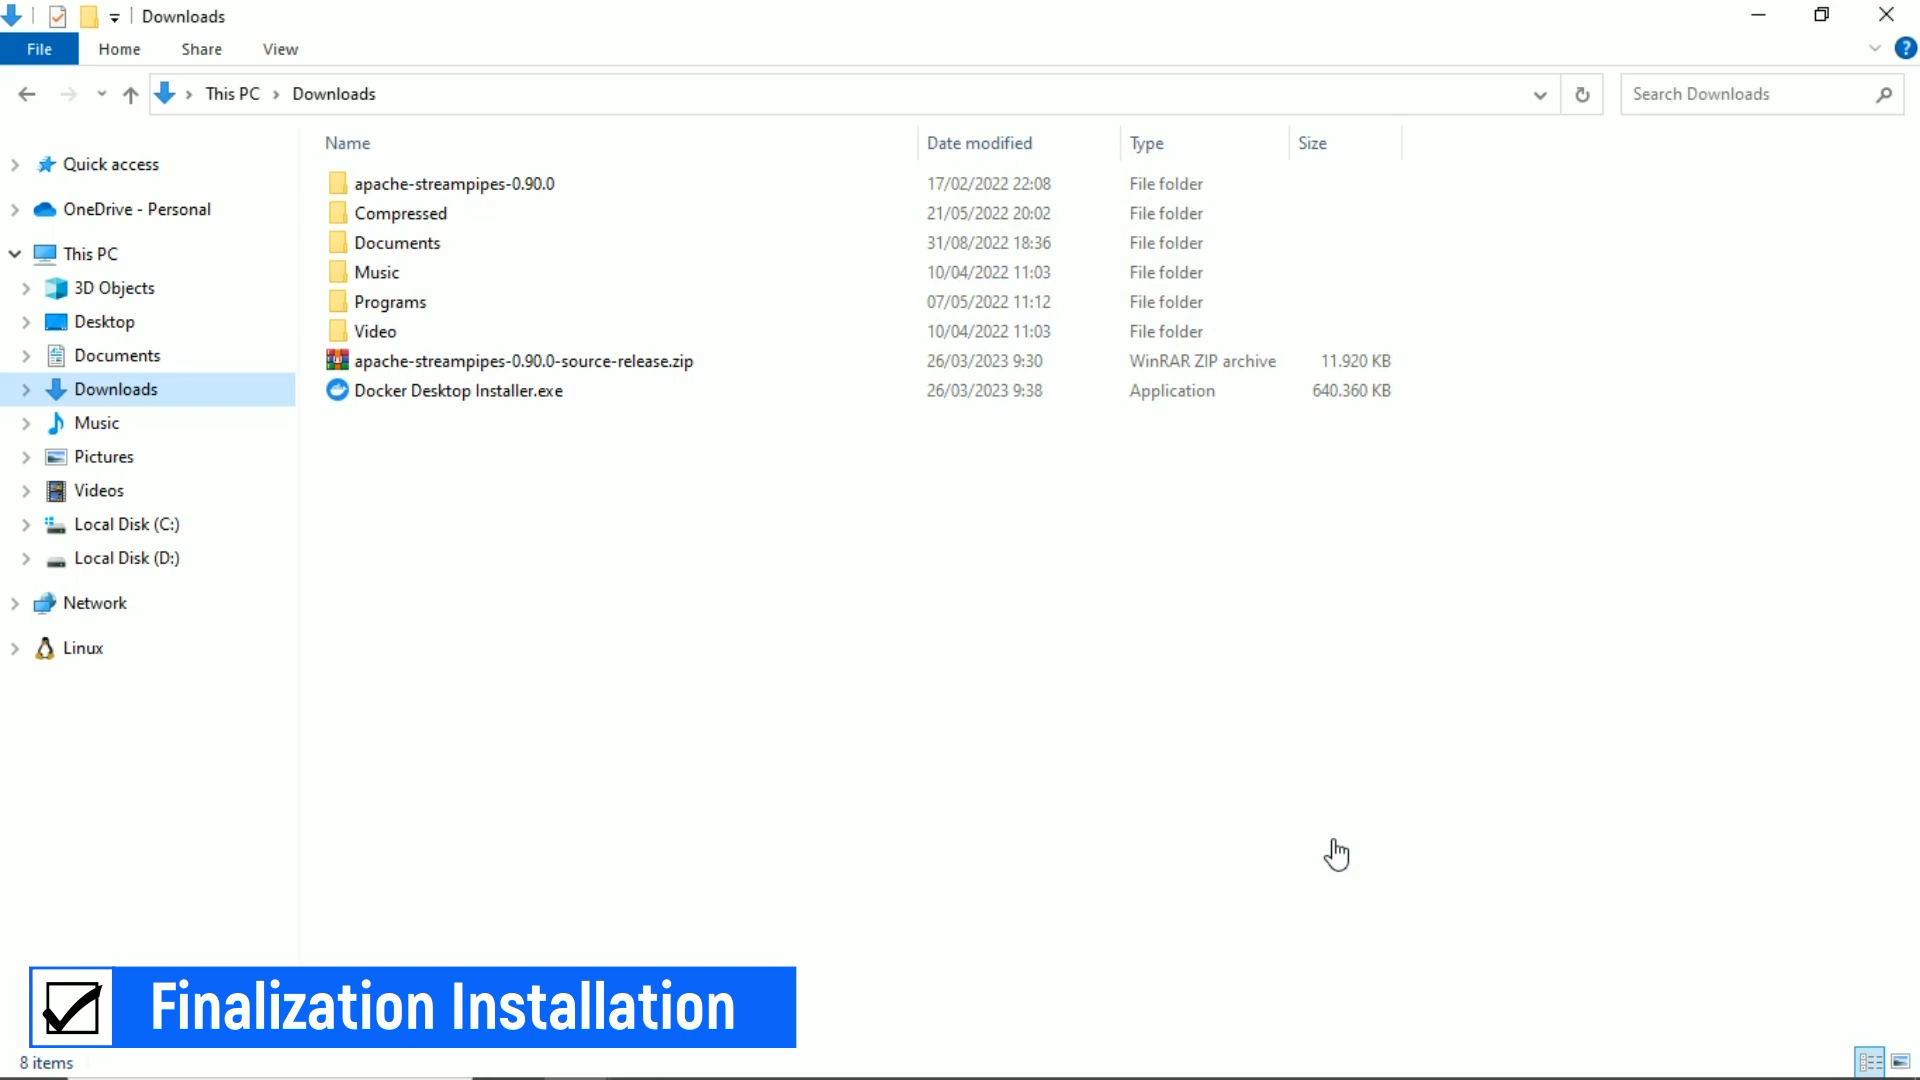 Downloads
File Home Share View
?
This PC Downloads
Search Downloads
Name Date modified Type Size
Quick access
OneDrive - Personal
This PC
3D Objects
Desktop
Documents
Downloads
Music
Pictures
Videos
Local Disk (C:)
Local Disk (D:)
Network
Linux
apache-streampipes-0.90.0 17/02/2022 22:08 File folder
Compressed 21/05/2022 20:02 File folder
Documents 31/08/2022 18:36 File folder
Music 10/04/2022 11:03 File folder
Programs 07/05/2022 11:12 File folder
Video 10/04/2022 11:03 File folder
apache-streampipes-0.90.0-source-release.zip 26/03/2023 9:30 WinRAR ZIP archive 11.920 KB
Docker Desktop Installer.exe 26/03/2023 9:38 Application 640.360 KB
Finalization Installation
8 items